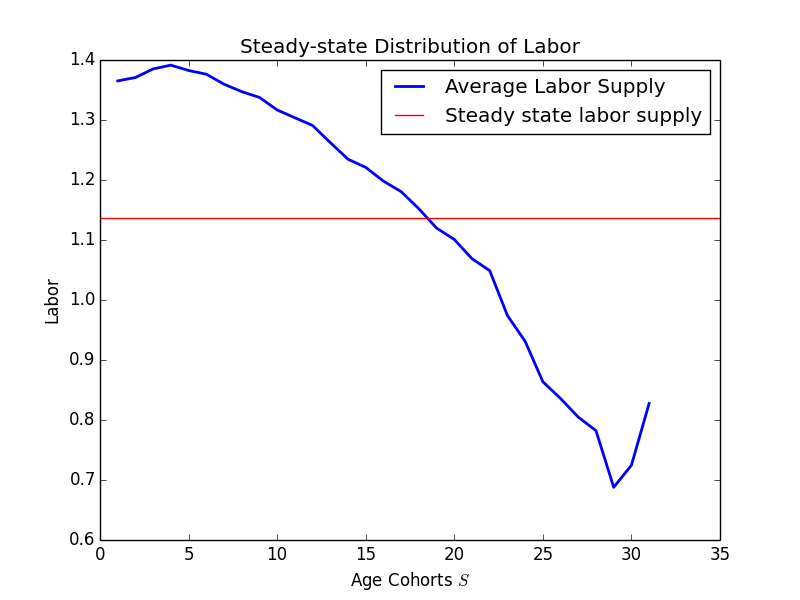 Steady-state Distribution of Labor
1.4
1.3
1.2
1.1
1.0
0.9
0.8
0.7
0.6
Labor
Average Labor Supply
Steady state labor supply
0 5 10 15 20 25 30 35
Age Cohorts S